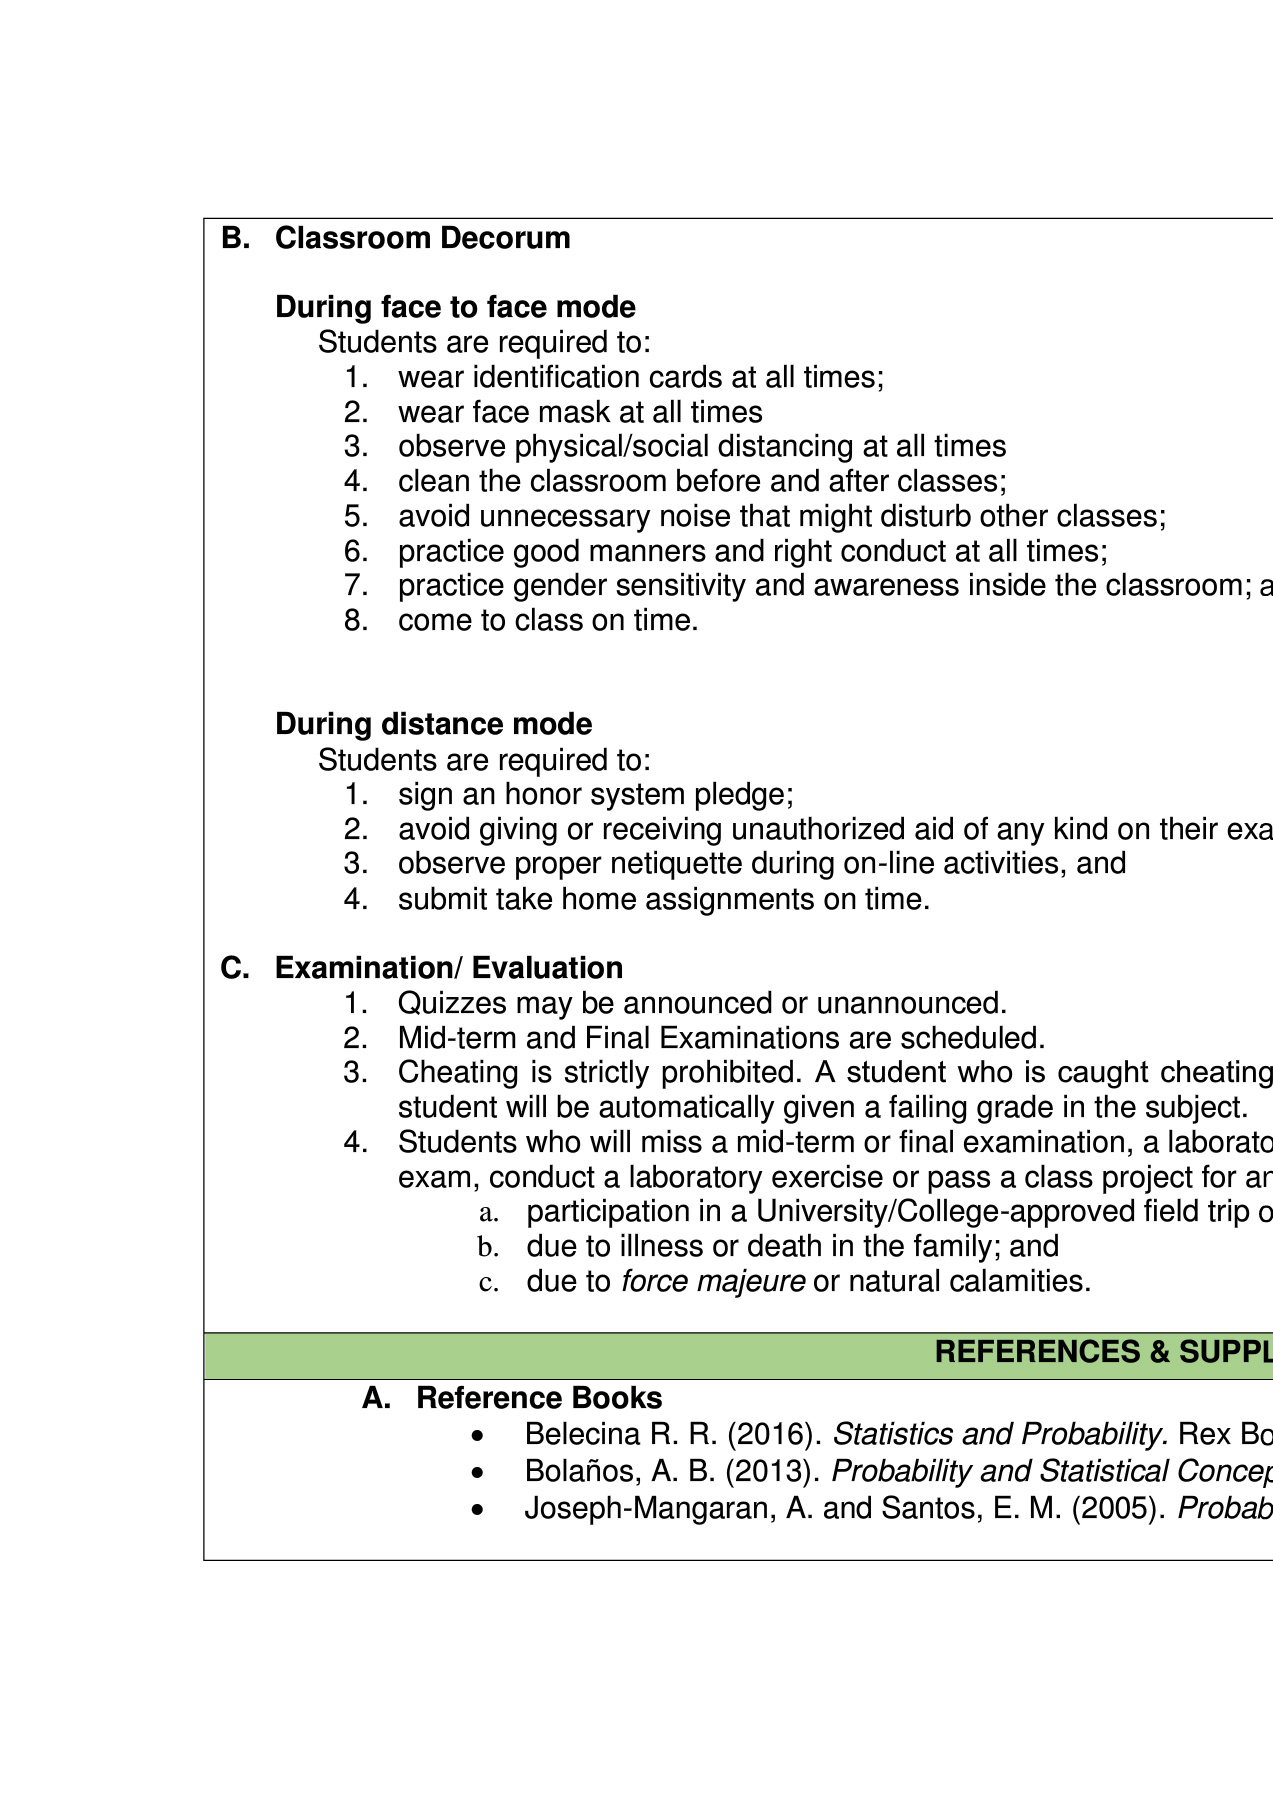 B. Classroom Decorum
During face to face mode
Students are required to:
1. wear identification cards at all times;
2. wear face mask at all times
3. observe physical/social distancing at all times
4. clean the classroom before and after classes;
5. avoid unnecessary noise that might disturb other classes;
6. practice good manners and right conduct at all times;
7. practice gender sensitivity and awareness inside the classroom;
8. come to class on time.
During distance mode
Students are required to:
1. sign an honor system pledge;
2. avoid giving or receiving unauthorized aid of any kind on their
3. observe proper netiquette during on-line activities, and
4. submit take home assignments on time.
C. Examination/ Evaluation
1. Quizzes may be announced or unannounced.
2. Mid-term and Final Examinations are scheduled.
3. Cheating is strictly prohibited. A student who is caught cheating
student will be automatically given a failing grade in the subject.
4. Students who will miss a mid-term or final examination, a
exam, conduct a laboratory exercise or pass a class project for
a. participation in a University/College-approved field trip
b. due to illness or death in the family; and
c. due to force majeure or natural calamities.
REFERENCES &
A. Reference Books
• Belecina R. R. (2016). Statistics and Probability. Rex
• Bolaños, A. B. (2013). Probability and Statistical
• Joseph-Mangaran, A. and Santos, E. M. (2005).